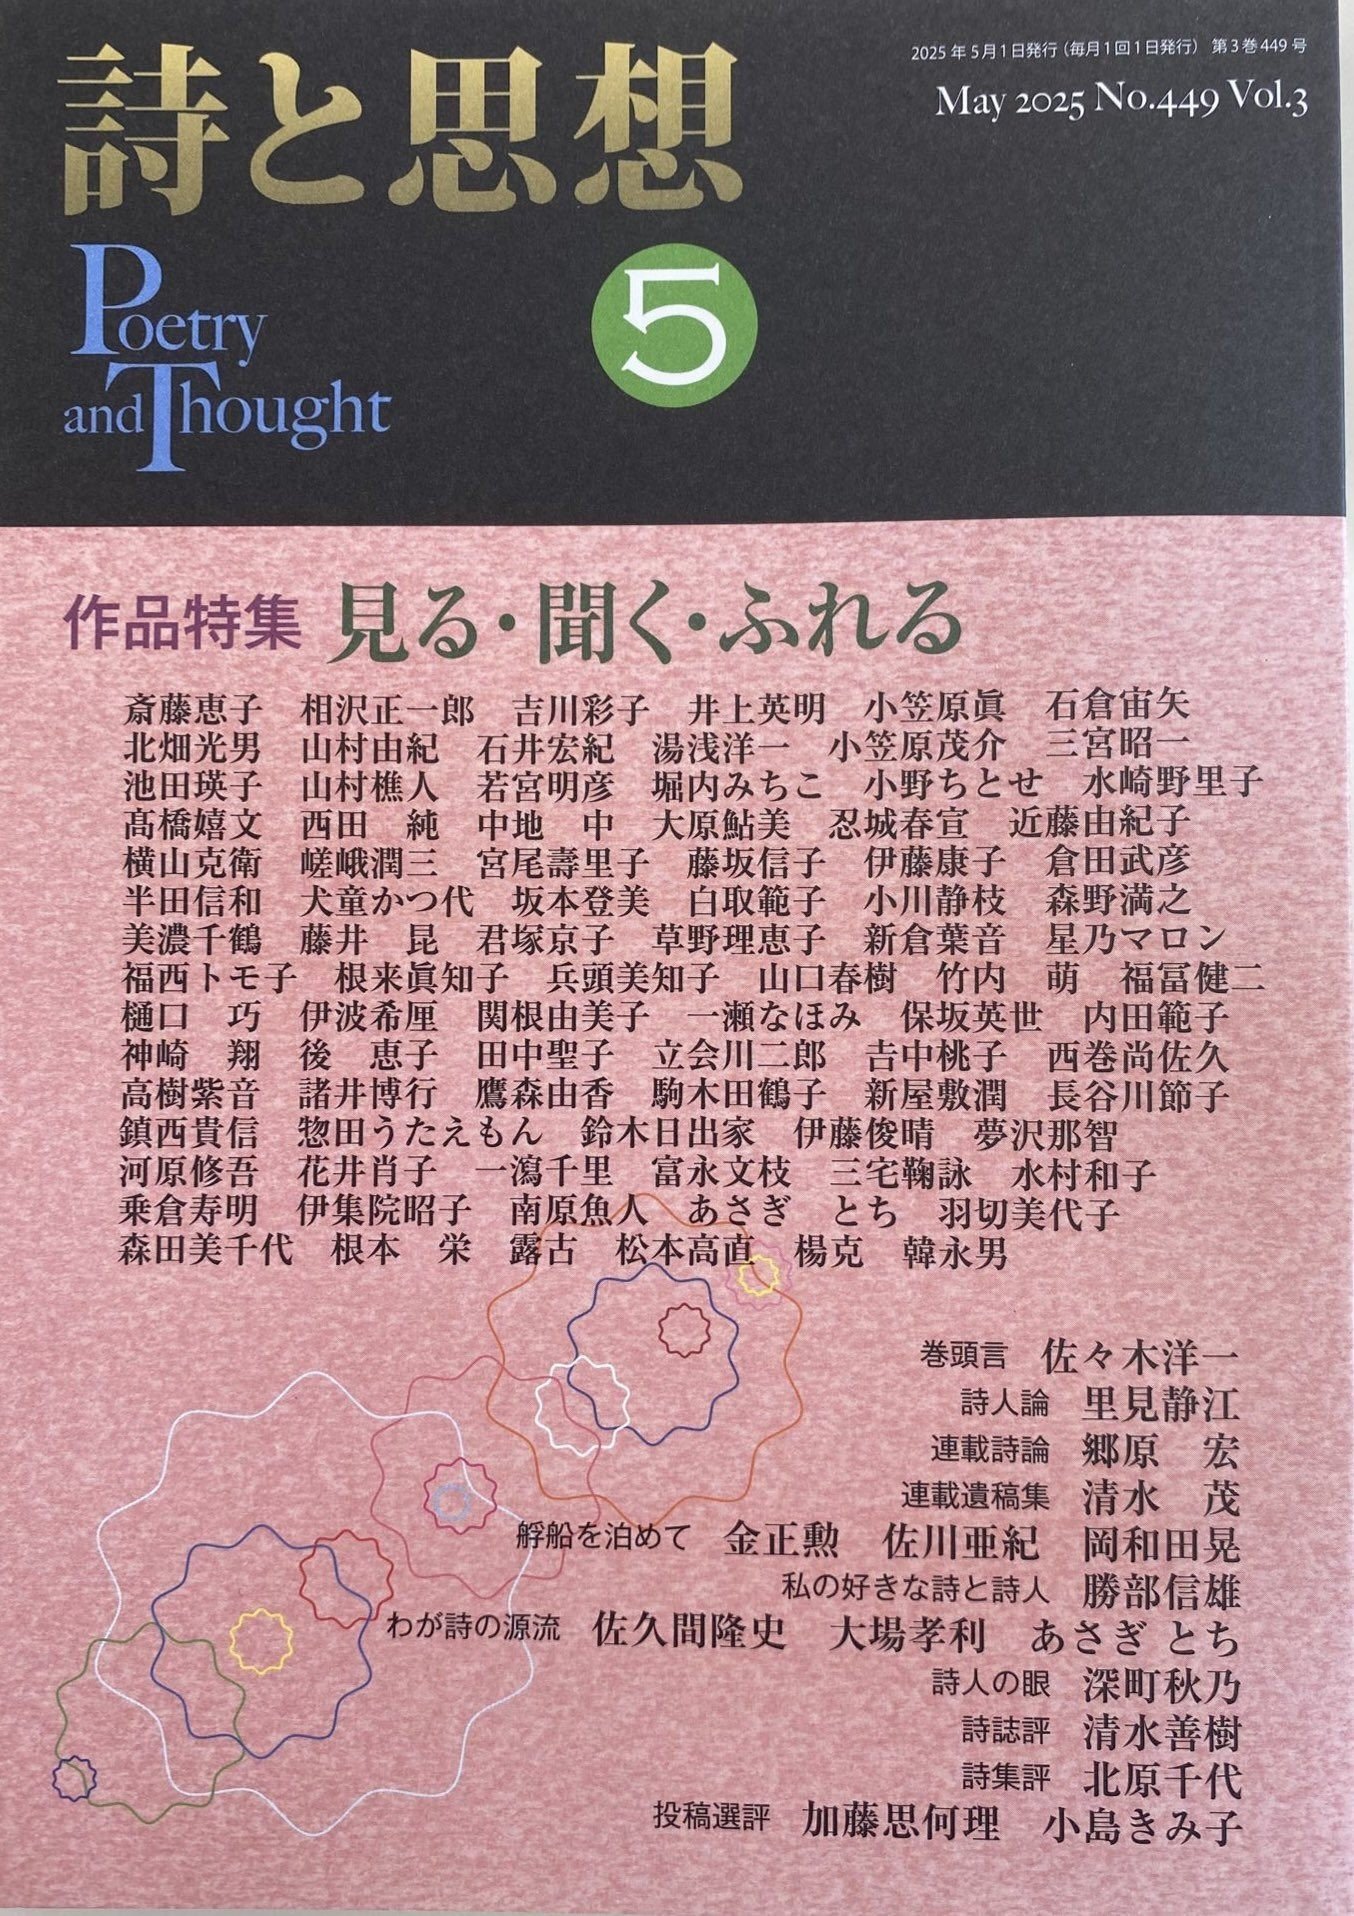 詩と思想
2025年5月1日発行（毎月1回1日発行） 第3巻449号
May 2025 No.449 Vol.3
Poetry
and Thought
5
作品特集 見る・聞く・ふれる
斎藤恵子 相沢正一郎 吉川彩子 井上英明 小笠原眞 石倉宙矢
北畑光男 山村由紀 石井宏紀 湯浅洋一 小笠原茂介 三宮昭一
池田瑛子 山村樵人 若宮明彦 堀内みちこ 小野ちとせ 水崎野里子
髙橋嬉文 西田 純 中地 中 大原鮎美 忍城春宣 近藤由紀子
横山克衛 嵯峨潤三 宮尾壽里子 藤坂信子 伊藤康子 倉田武彦
半田信和 犬童かつ代 坂本登美 白取範子 小川静枝 森野満之
美濃千鶴 藤井 昆 君塚京子 草野理恵子 新倉葉音 星乃マロン
福西トモ子 根来眞知子 兵頭美知子 山口春樹 竹内 萌 福冨健二
樋口 巧 伊波希厘 関根由美子 一瀬なほみ 保坂英世 内田範子
神崎 翔 後 恵子 田中聖子 立会川二郎 吉中桃子 西巻尚佐久
高樹紫音 諸井博行 鷹森由香 駒木田鶴子 新屋敷潤 長谷川節子
鎮西貴信 惣田うたえもん 鈴木日出家 伊藤俊晴 夢沢那智
河原修吾 花井肖子 一瀉千里 富永文枝 三宅鞠詠 水村和子
乗倉寿明 伊集院昭子 南原魚人 あさぎ とち 羽切美代子
森田美千代 根本 栄 露古 松本高直 楊克 韓永男
巻頭言 佐々木洋一
詩人論 里見静江
連載詩論 郷原 宏
連載遺稿集 清水 茂
艀船を泊めて 金正勲 佐川亜紀 岡和田晃
私の好きな詩と詩人 勝部信雄
わが詩の源流 佐久間隆史 大場孝利 あさぎ とち
詩人の眼 深町秋乃
詩誌評 清水善樹
詩集評 北原千代
投稿選評 加藤思何理 小島きみ子